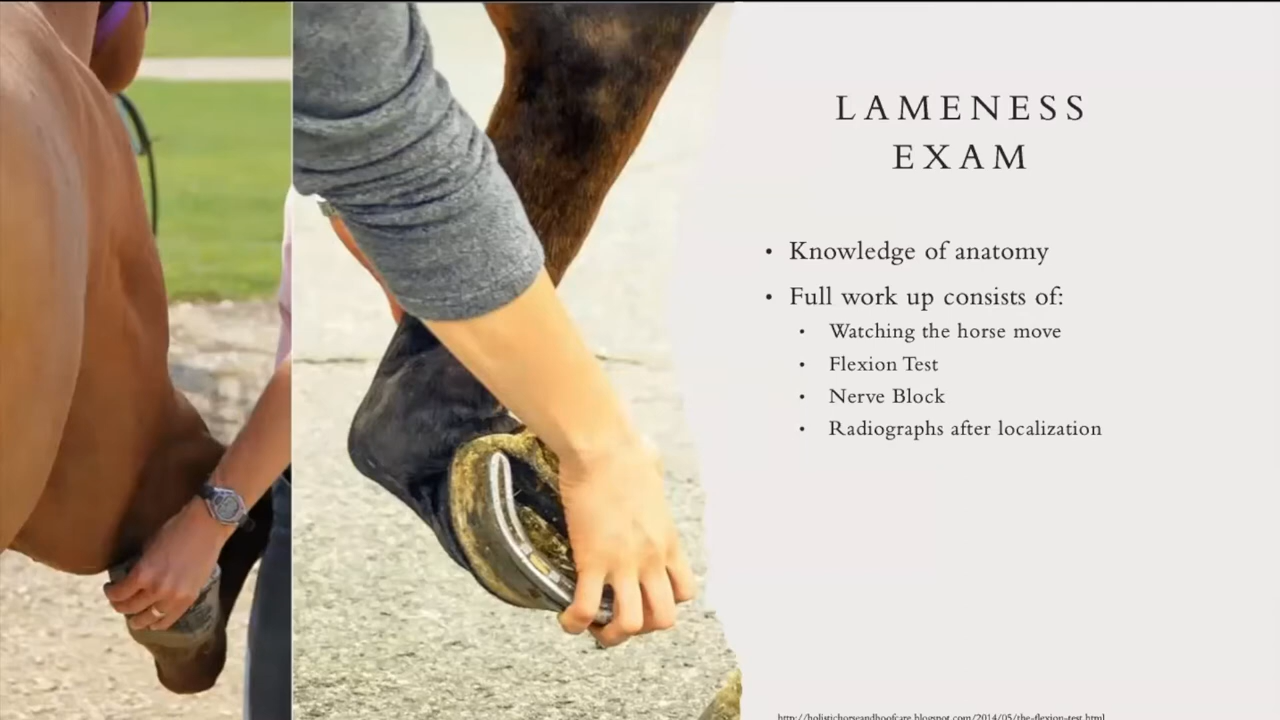 LAMENESS
EXAM
• Knowledge of anatomy
• Full work up consists of:
• Watching the horse move
• Flexion Test
• Nerve Block
• Radiographs after localization
http://holistichorseandhoofcare.blogspot.com/2014/05/the-flexion-test.html